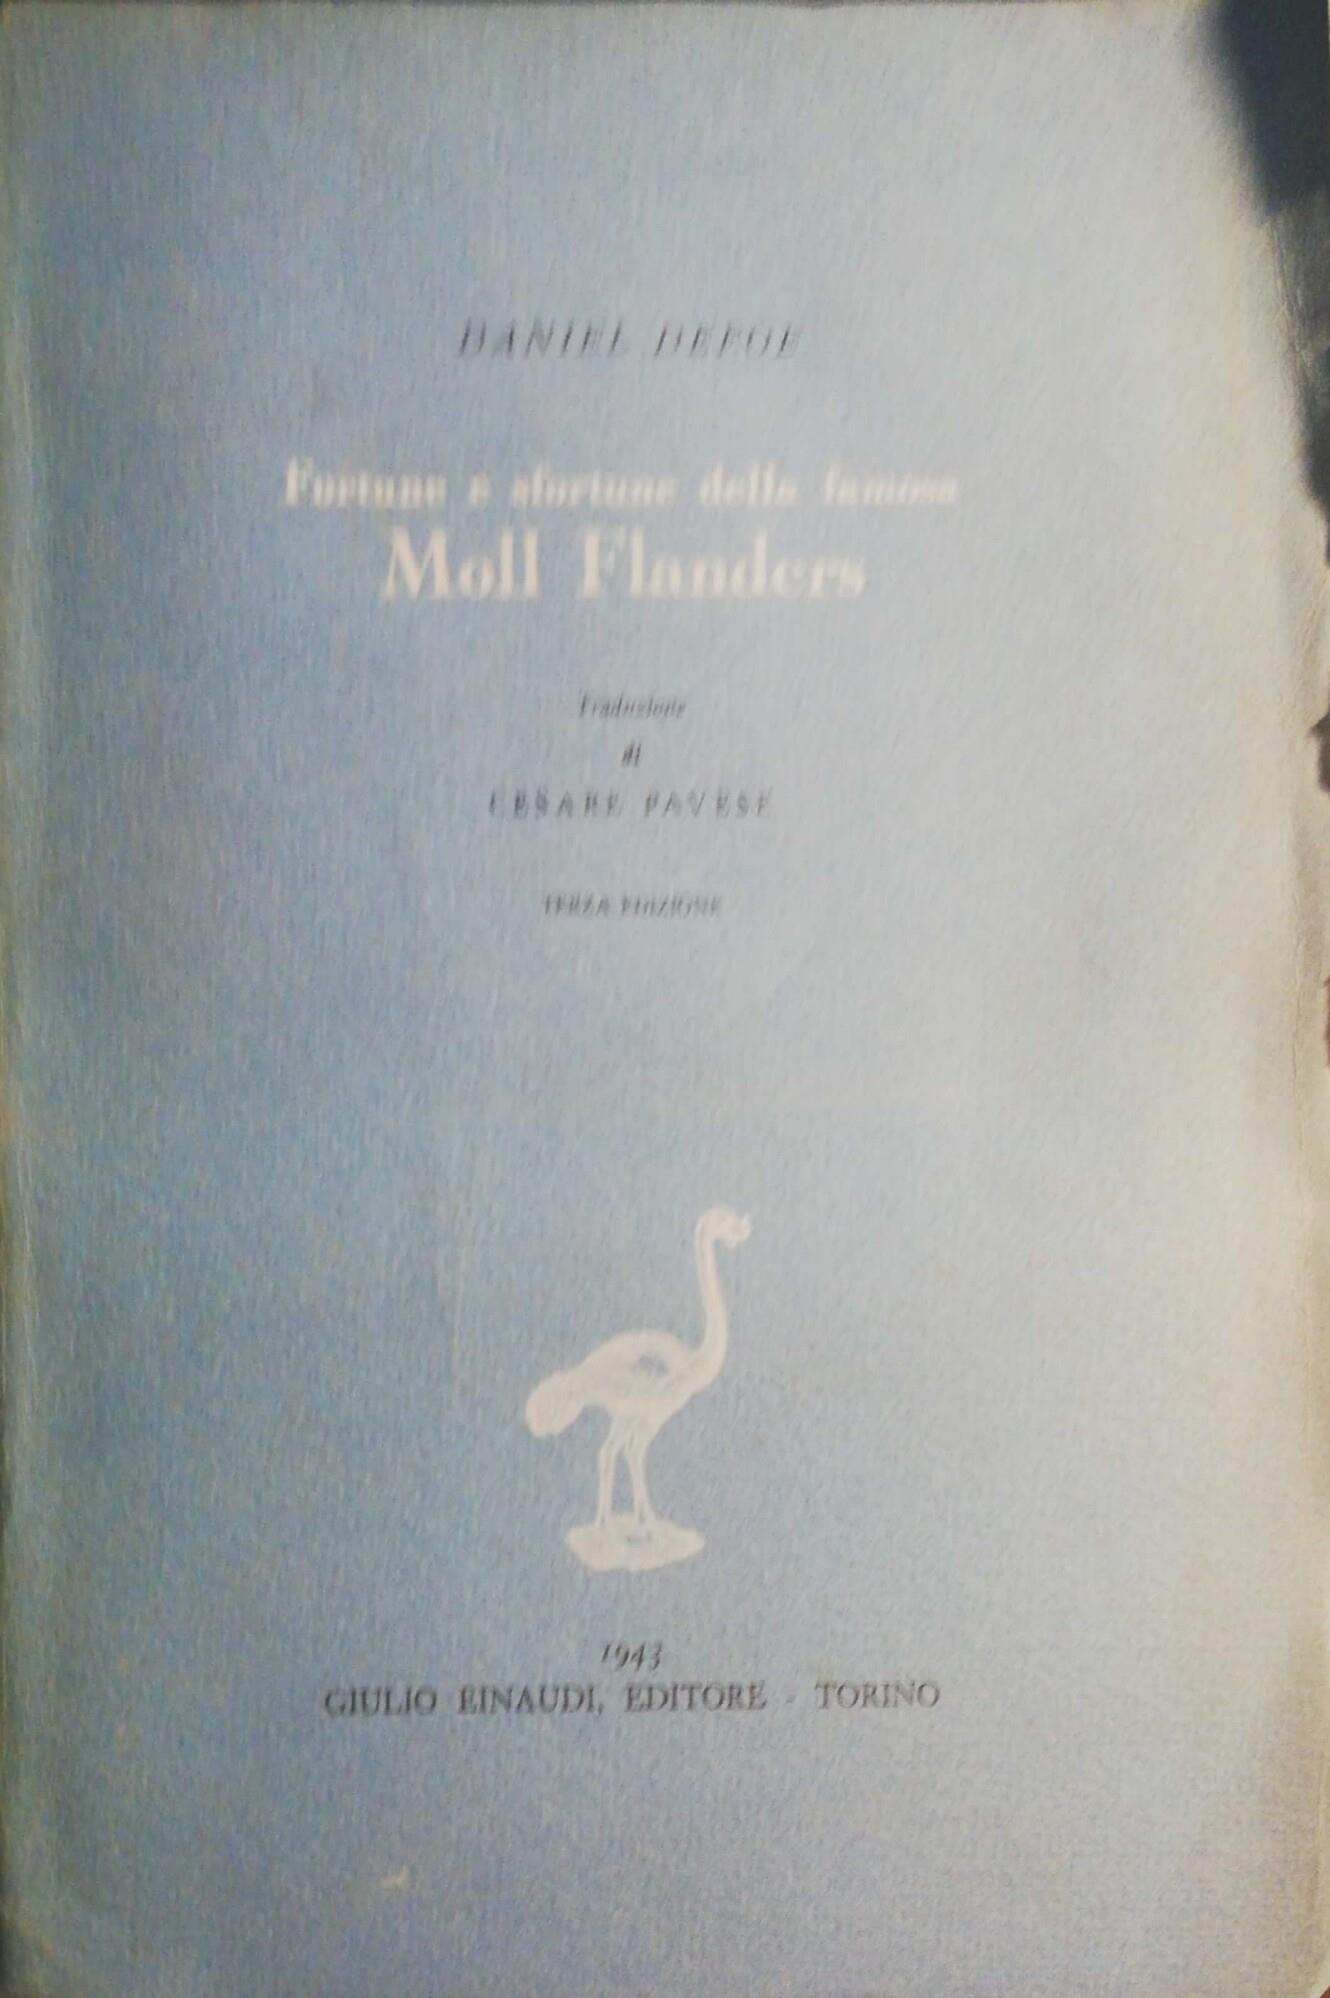 DANIEL DEFOE
Fortune e sfortune della famosa
Moll Flanders
Traduzione
di
CESARE PAVESE
TERZA EDIZIONE
1943
GIULIO EINAUDI, EDITORE - TORINO